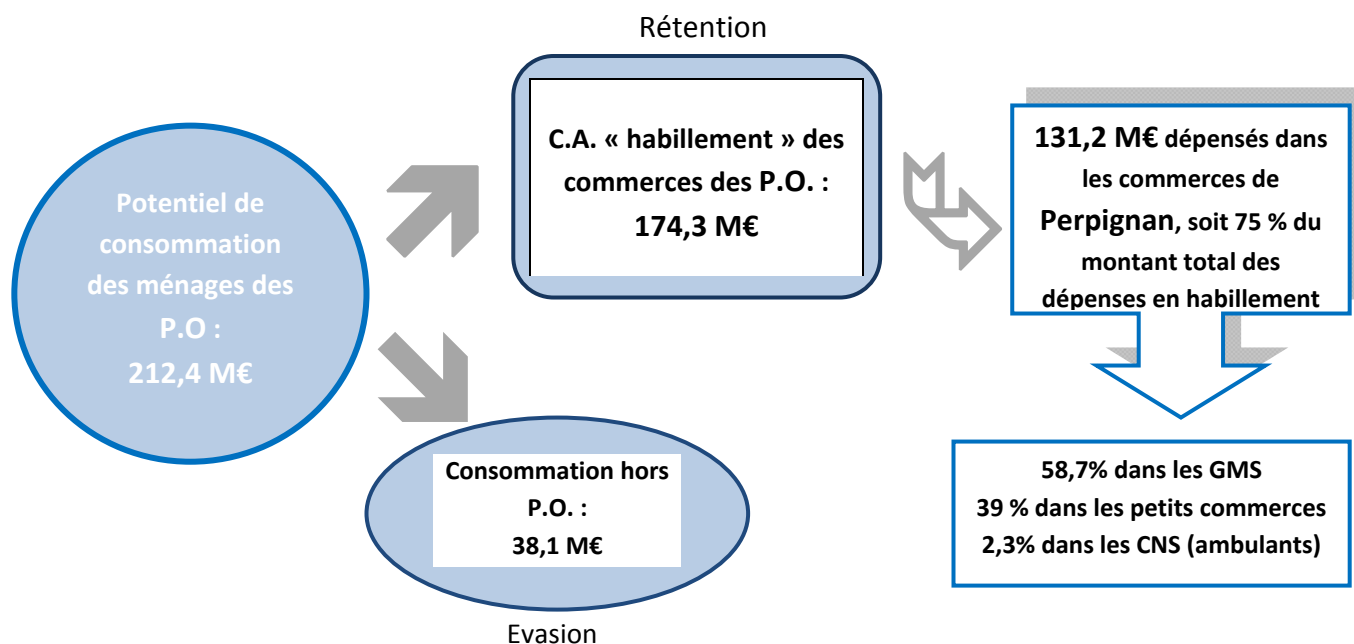 Rétention
Potentiel de
consommation
des ménages des
P.O :
212,4 M€
C.A. « habillement » des
commerces des P.O. :
174,3 M€
131,2 M€ dépensés dans
les commerces de
Perpignan, soit 75 % du
montant total des
dépenses en habillement
Consommation hors
P.O. :
38,1 M€
Evasion
58,7% dans les GMS
39 % dans les petits commerces
2,3% dans les CNS (ambulants)